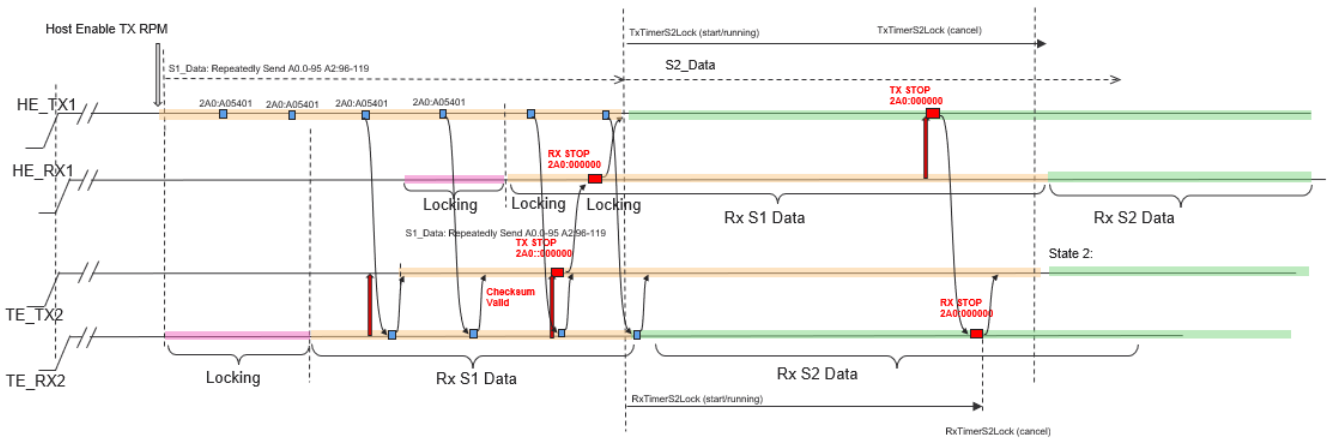 Host Enable TX RPM
TxTimerS2Lock (start/running)
TxTimerS2Lock (cancel)
S1_Data: Repeatedly Send A0.0-95 A2:96-119
S2_Data
HE_TX1
2A0:A05401
2A0:A05401
2A0:A05401
2A0:A05401
TX STOP
2A0:000000
HE_RX1
RX STOP
2A0:000000
Locking
Locking
Locking
Rx S1 Data
Rx S2 Data
S1_Data: Repeatedly Send A0.0-95 A2:96-119
TX STOP
2A0::000000
State 2:
TE_TX2
Checksum
Valid
RX STOP
2A0:000000
TE_RX2
Locking
Rx S1 Data
Rx S2 Data
RxTimerS2Lock (start/running)
RxTimerS2Lock (cancel)